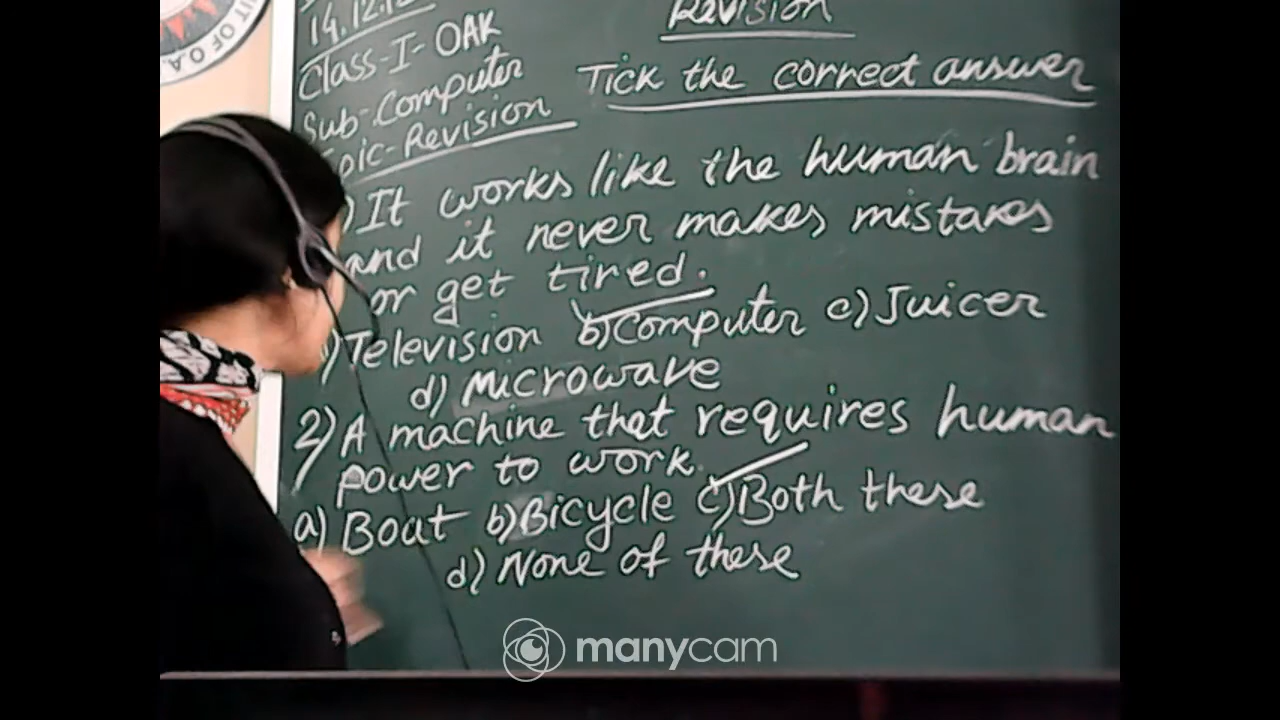 14.12.
Revision
Class-I-OAK
Sub-Computer
Tick the correct answer
opic-Revision
) It works like the human brain
and it never makes mistakes
or get tired.
) Television b) Computer c) Juicer
d) Microwave
2) A machine that requires human
power to work.
a) Boat b) Bicycle c) Both these
d) None of these
manycam